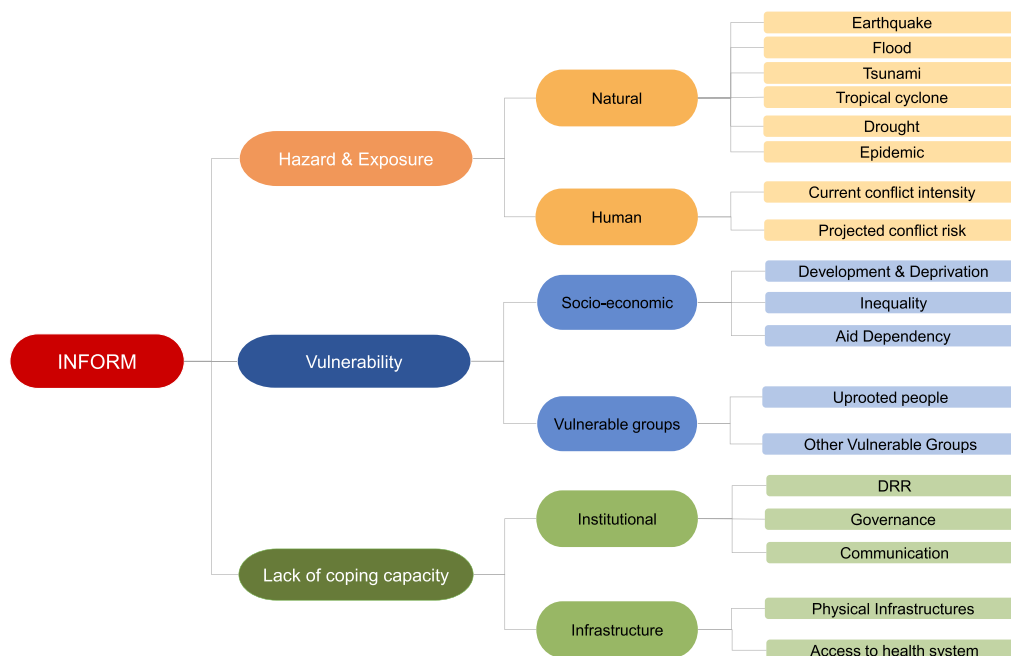 INFORM
Hazard & Exposure
Natural
Earthquake
Flood
Tsunami
Tropical cyclone
Drought
Epidemic
Human
Current conflict intensity
Projected conflict risk
Vulnerability
Socio-economic
Development & Deprivation
Inequality
Aid Dependency
Vulnerable groups
Uprooted people
Other Vulnerable Groups
Lack of coping capacity
Institutional
DRR
Governance
Communication
Infrastructure
Physical Infrastructures
Access to health system